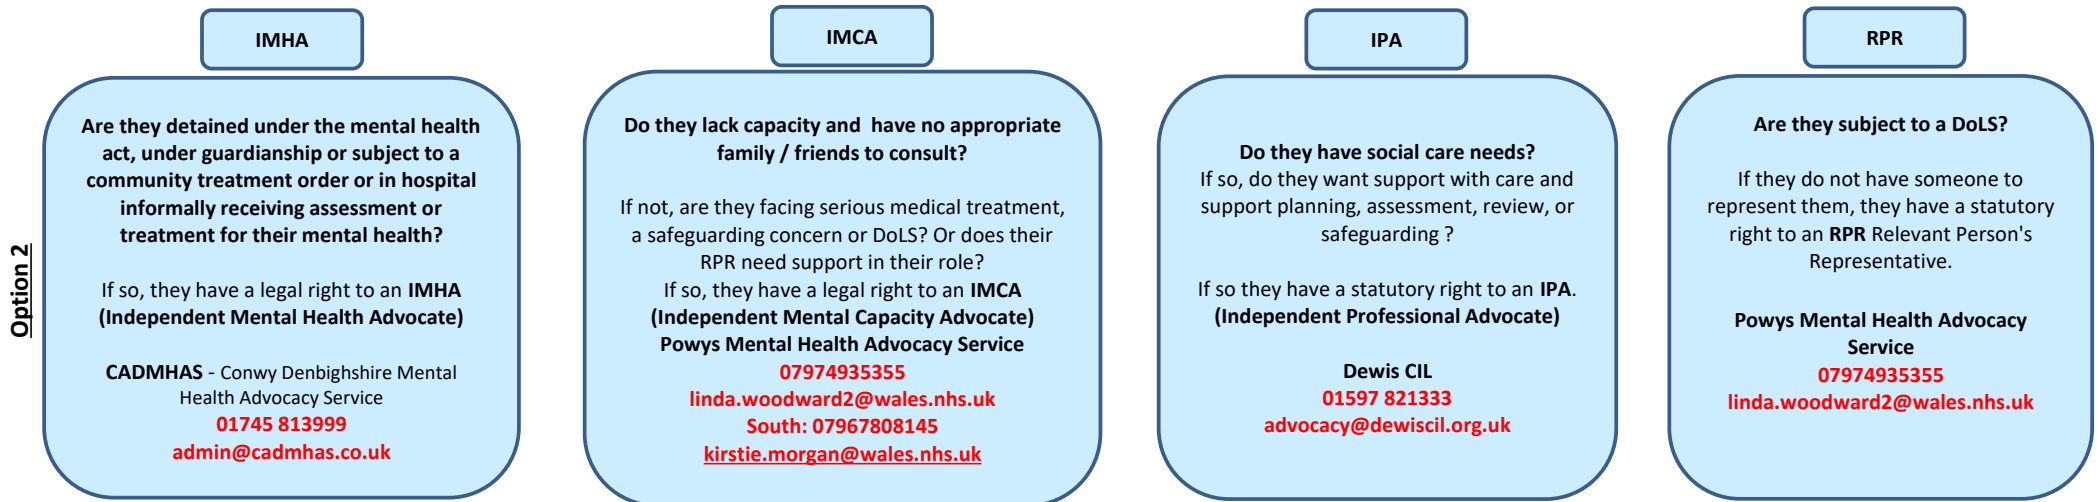 Option 2
IMHA
Are they detained under the mental health
act, under guardianship or subject to a
community treatment order or in hospital
informally receiving assessment or
treatment for their mental health?
If so, they have a legal right to an IMHA
(Independent Mental Health Advocate)
CADMHAS - Conwy Denbighshire Mental
Health Advocacy Service
01745 813999
admin@cadmhas.co.uk
IMCA
Do they lack capacity and have no appropriate
family / friends to consult?
If not, are they facing serious medical treatment,
a safeguarding concern or DoLS? Or does their
RPR need support in their role?
If so, they have a legal right to an IMCA
(Independent Mental Capacity Advocate)
Powys Mental Health Advocacy Service
07974935355
linda.woodward2@wales.nhs.uk
South: 07967808145
kirstie.morgan@wales.nhs.uk
IPA
Do they have social care needs?
If so, do they want support with care and
support planning, assessment, review, or
safeguarding ?
If so they have a statutory right to an IPA.
(Independent Professional Advocate)
Dewis CIL
01597 821333
advocacy@dewiscil.org.uk
RPR
Are they subject to a DoLS?
If they do not have someone to
represent them, they have a statutory
right to an RPR Relevant Person's
Representative.
Powys Mental Health Advocacy
Service
07974935355
linda.woodward2@wales.nhs.uk